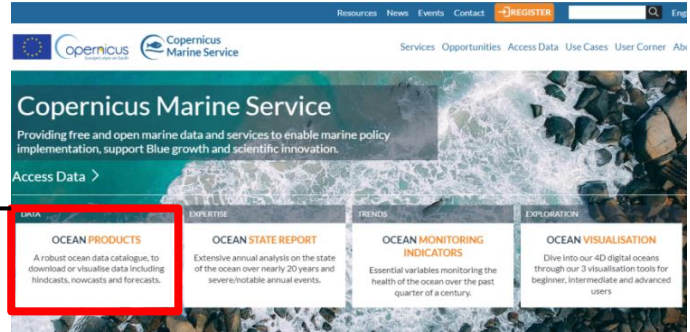 Resources News Events Contact REGISTER
Copernicus
Europe's eyes on Earth
Copernicus
Marine Service
Services Opportunities Access Data Use Cases User Corner
Copernicus Marine Service
Providing free and open marine data and services to enable marine policy
implementation, support Blue growth and scientific innovation.
Access Data >
DATA
OCEAN PRODUCTS
A robust ocean data catalogue, to
download or visualise data including
hindcasts, nowcasts and forecasts.
EXPERTISE
OCEAN STATE REPORT
Extensive annual analysis on the state
of the ocean over nearly 20 years and
severe/notable annual events.
TRENDS
OCEAN MONITORING
INDICATORS
Essential variables monitoring the
health of the ocean over the past
quarter of a century.
EXPLORATION
OCEAN VISUALISATION
Dive into our 4D digital oceans
through our 3 visualisation tools for
beginner, intermediate and advanced
users